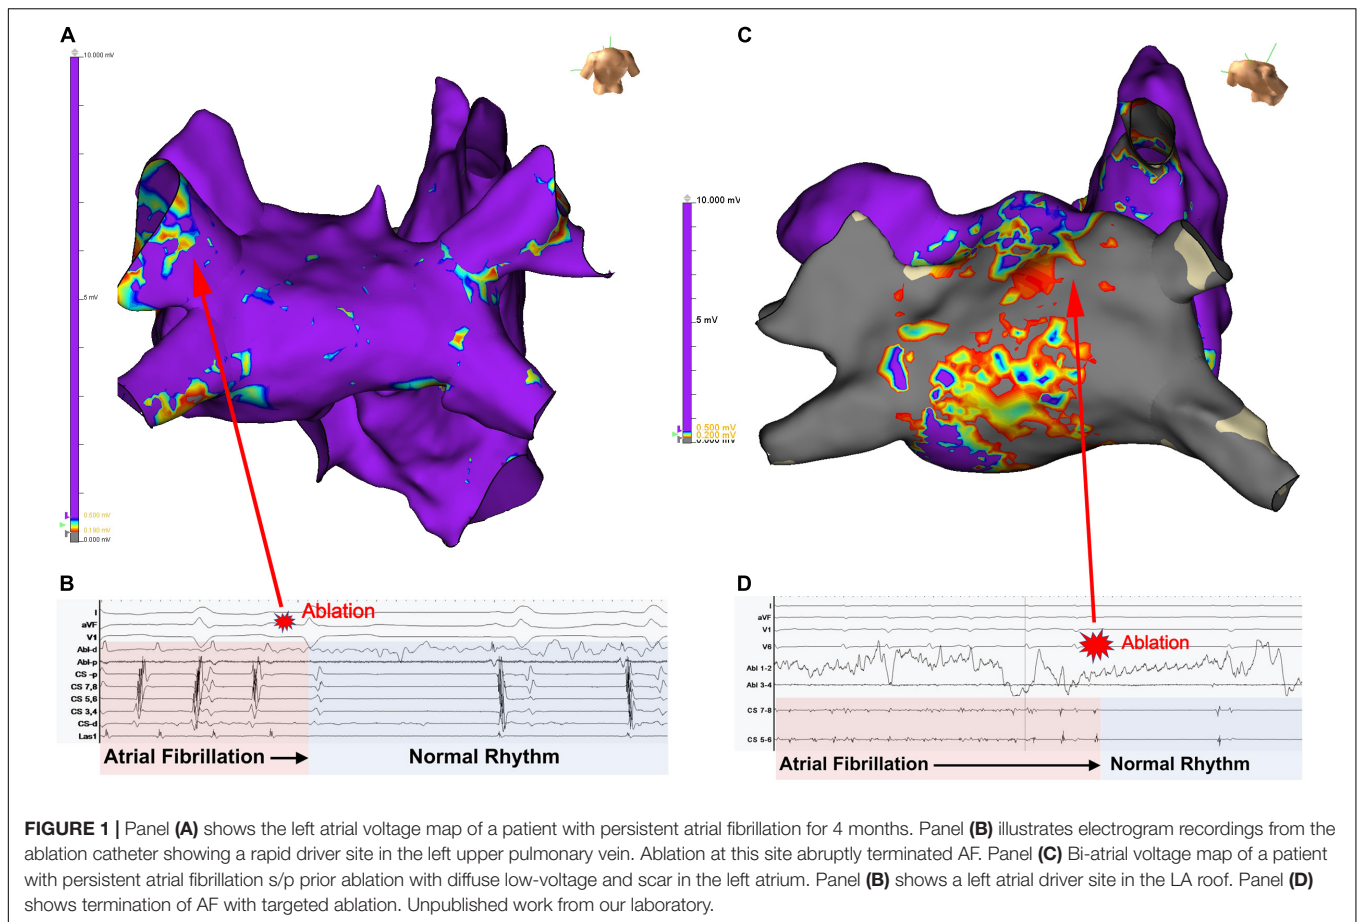 A
C
10.000 mV
5 mV
0.190 mV
0.000 mV
10.000 mV
5 mV
0.500 mV
0.200 mV
0.000 mV
B
I
aVF
V1
Abl-d
Abl-p
CS -p
CS 7,8
CS 5,6
CS 3,4
CS-d
Las1
Ablation
Atrial Fibrillation
Normal Rhythm
D
I
aVF
V1
V6
Abl 1-2
Abl 3-4
CS 7-8
CS 5-6
Ablation
Atrial Fibrillation
Normal Rhythm
FIGURE 1 | Panel (A) shows the left atrial voltage map of a patient with persistent atrial fibrillation for 4 months. Panel (B) illustrates electrogram recordings from the
ablation catheter showing a rapid driver site in the left upper pulmonary vein. Ablation at this site abruptly terminated AF. Panel (C) Bi-atrial voltage map of a patient
with persistent atrial fibrillation s/p prior ablation with diffuse low-voltage and scar in the left atrium. Panel (B) shows a left atrial driver site in the LA roof. Panel (D)
shows termination of AF with targeted ablation. Unpublished work from our laboratory.